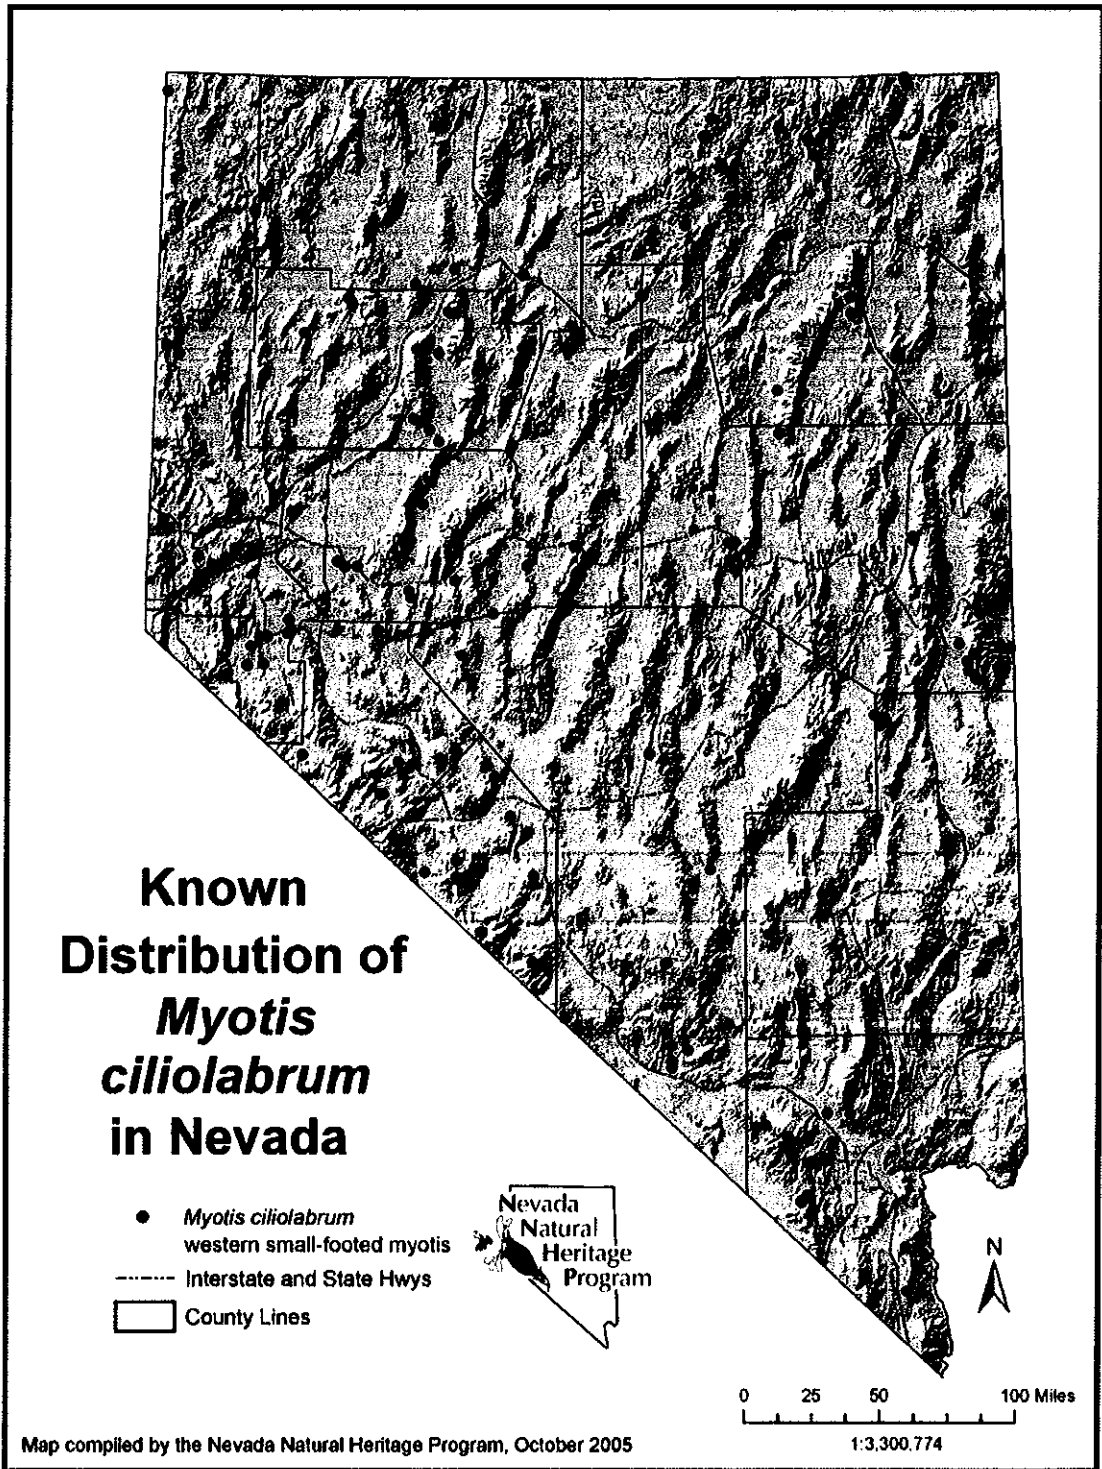 Known
Distribution of
Myotis
ciliolabrum
in Nevada
Myotis ciliolabrum
western small-footed myotis
Interstate and State Hwys
County Lines
Nevada
Natural
Heritage
Program
N
0 25 50 100 Miles
1:3,300,774
Map compiled by the Nevada Natural Heritage Program, October 2005